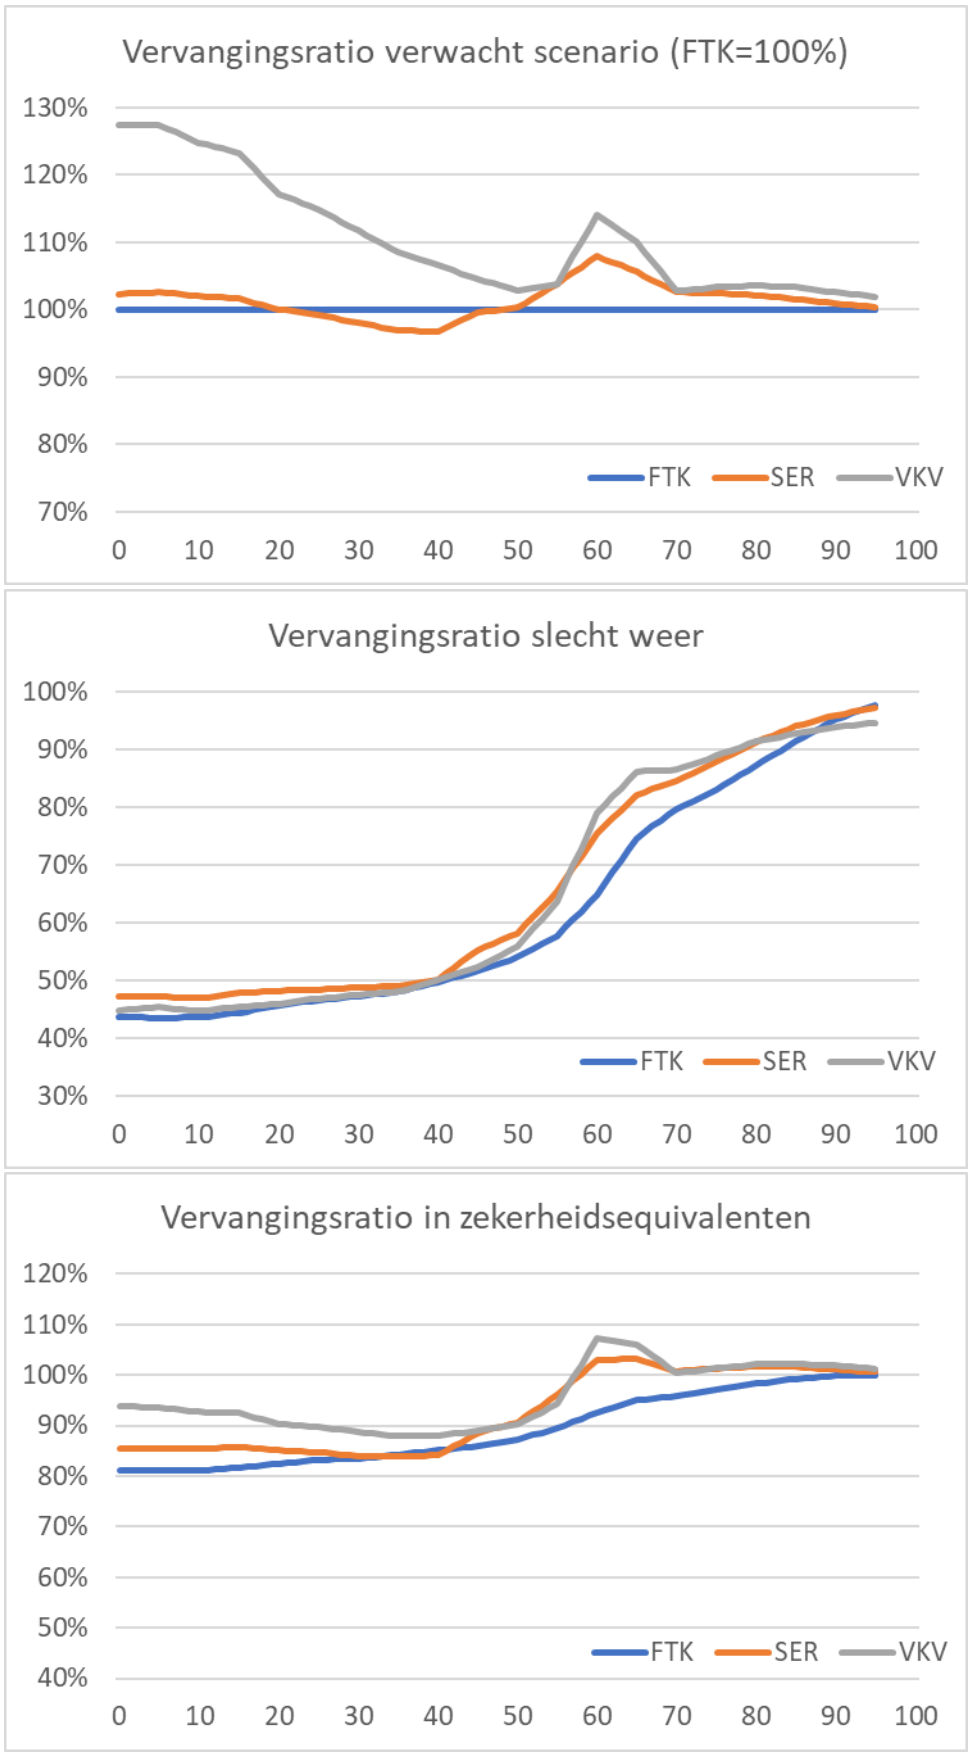 Vervangingsratio verwacht scenario (FTK=100%)
130%
120%
110%
100%
90%
80%
FTK SER VKV
70%
0 10 20 30 40 50 60 70 80 90 100
Vervangingsratio slecht weer
100%
90%
80%
70%
60%
50%
40%
FTK SER VKV
30%
0 10 20 30 40 50 60 70 80 90 100
Vervangingsratio in zekerheidsequivalenten
120%
110%
100%
90%
80%
70%
60%
50%
FTK SER VKV
40%
0 10 20 30 40 50 60 70 80 90 100